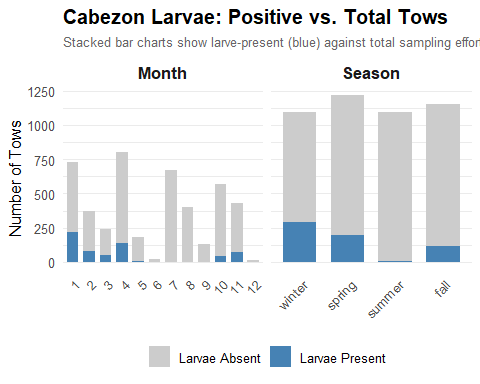 Cabezon Larvae: Positive vs. Total Tows
Stacked bar charts show larve-present (blue) against total sampling effor
Month
Season
Number of Tows
1250
1000
750
500
250
0
1 2 3 4 5 6 7 8 9 10 11 12
winter spring summer fall
Larvae Absent Larvae Present